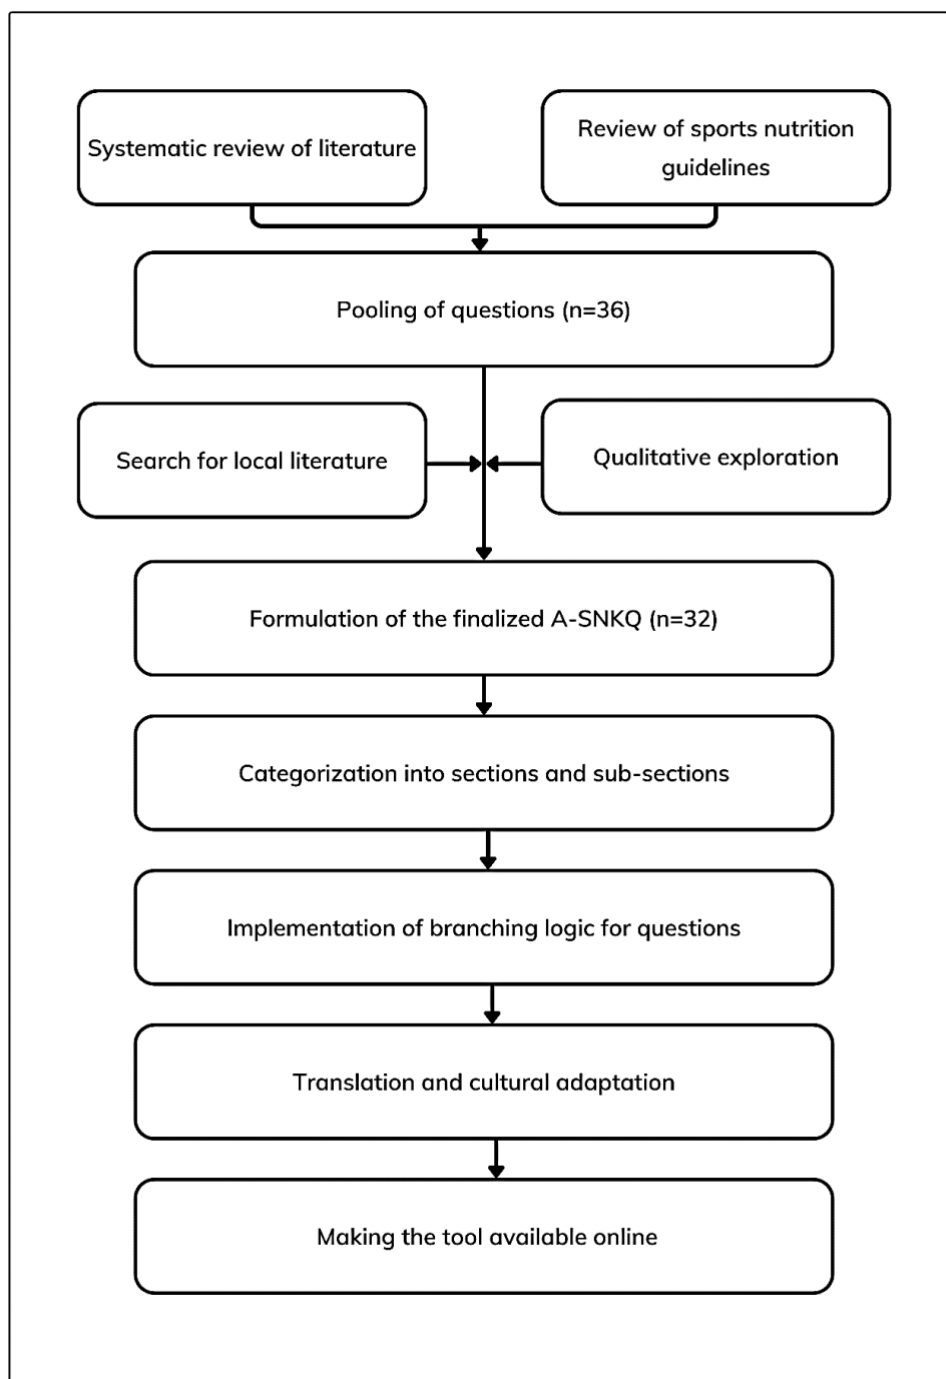 Systematic review of literature
Review of sports nutrition
guidelines
Pooling of questions (n=36)
Search for local literature
Qualitative exploration
Formulation of the finalized A-SNKQ (n=32)
Categorization into sections and sub-sections
Implementation of branching logic for questions
Translation and cultural adaptation
Making the tool available online